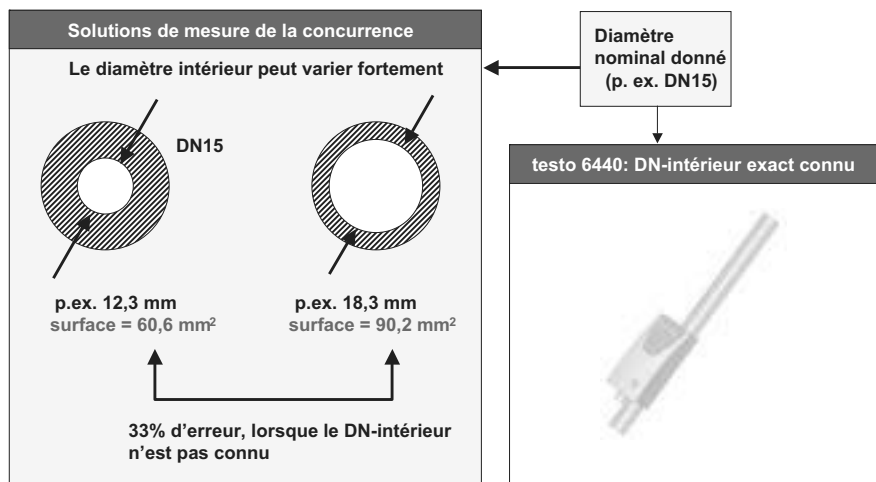 Solutions de mesure de la concurrence
Le diamètre intérieur peut varier fortement
DN15
p.ex. 12,3 mm
surface = 60,6 mm²
p.ex. 18,3 mm
surface = 90,2 mm²
33% d'erreur, lorsque le DN-intérieur
n'est pas connu
Diamètre
nominal donné
(p. ex. DN15)
testo 6440: DN-intérieur exact connu